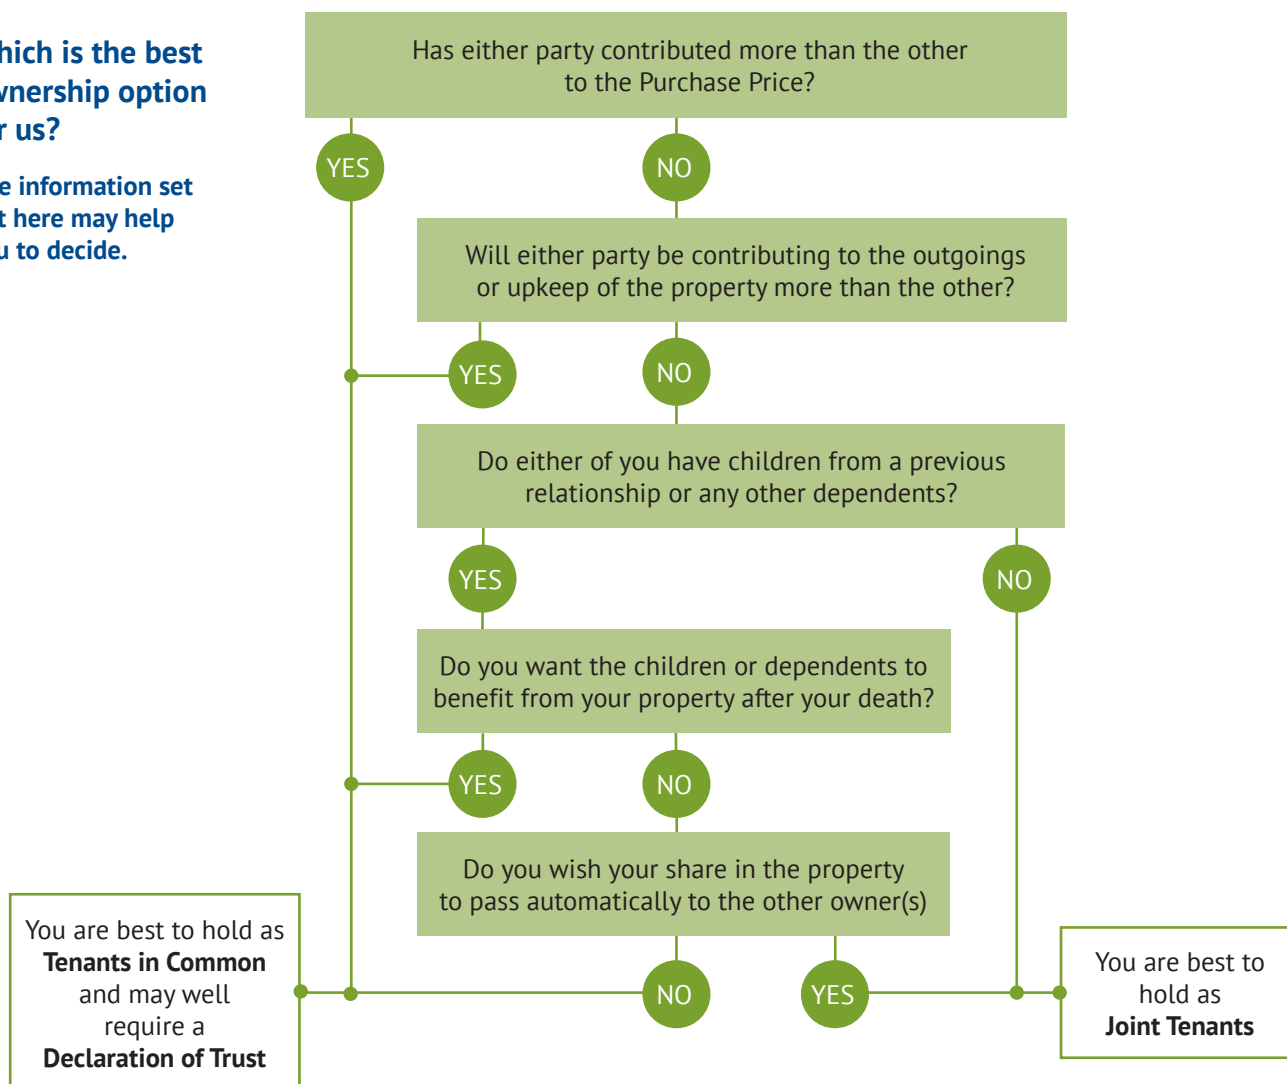 hich is the best
wnership option
r us?
e information set
t here may help
u to decide.
Has either party contributed more than the other
to the Purchase Price?
YES
NO
Will either party be contributing to the outgoings
or upkeep of the property more than the other?
YES
NO
Do either of you have children from a previous
relationship or any other dependents?
YES
NO
Do you want the children or dependents to
benefit from your property after your death?
YES
NO
Do you wish your share in the property
to pass automatically to the other owner(s)
NO
YES
You are best to hold as
Tenants in Common
and may well
require a
Declaration of Trust
You are best to
hold as
Joint Tenants